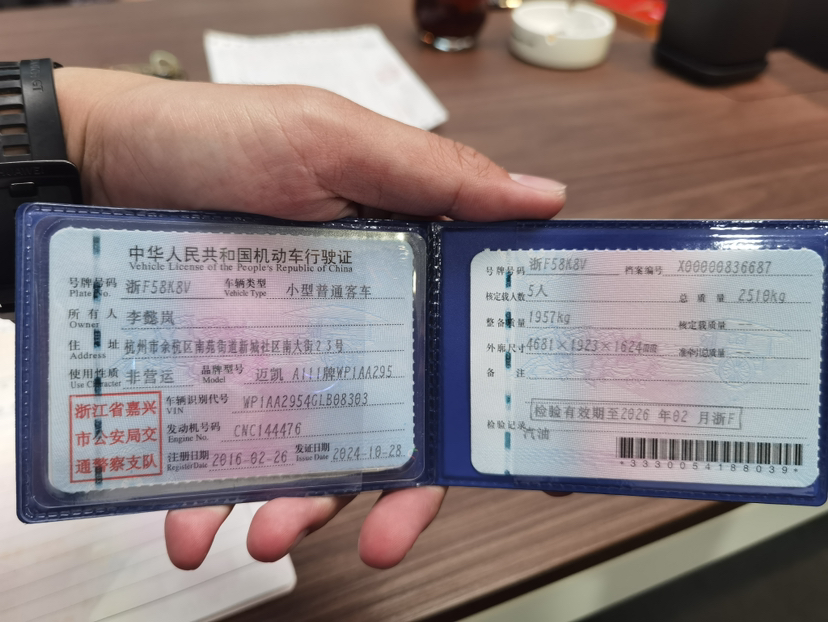 中华人民共和国机动车行驶证
Vehicle License of the People's Republic of China
号牌号码 浙F58K8V 车辆类型 小型普通客车
Plate No. Vehicle Type
所有人 李懿岚
Owner
住址 杭州市余杭区南苑街道新城社区南大街23号
Address
使用性质 非营运 品牌型号 迈凯 A111牌WP1AA295
Use Character Model
浙江省嘉兴
市公安局交
通警察支队
车辆识别代号 WP1AA2954GLB08303
VIN
发动机号码 CNC144476
Engine No.
注册日期 2016-02-26 发证日期 2024-10-28
Register Date Issue Date
号牌号码 浙F58K8V 档案编号 X00000836687
核定载人数 5人 总质量 2510kg
整备质量 1957kg 核定载质量 --
外廓尺寸 4681×1923×1624mm 准牵引总质量 --
备注
检验有效期至2026年02月浙F
检验记录 汽油
*3330054188039*